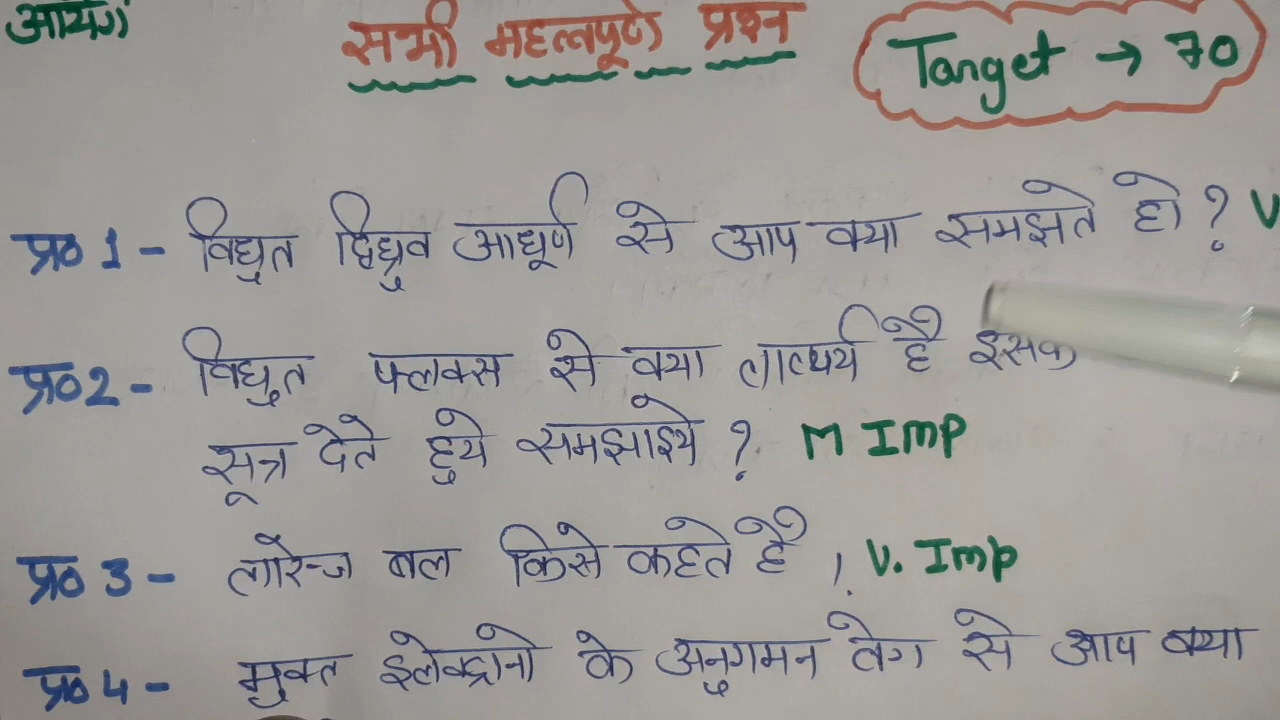 सभी महत्वपूर्ण प्रश्न
Target → 70
प्र० 1 - विद्युत द्विध्रुव आघूर्ण से आप क्या समझते हो ? V
प्र० 2 - विद्युत फ्लक्स से क्या तात्पर्य है
सूत्र देते हुये समझाइये ? M Imp
प्र० 3 - लॉरेन्ज बल किसे कहते है , V. Imp
प्र० 4 - मुक्त इलेक्ट्रानो के अनुगमन वेग से आप क्या